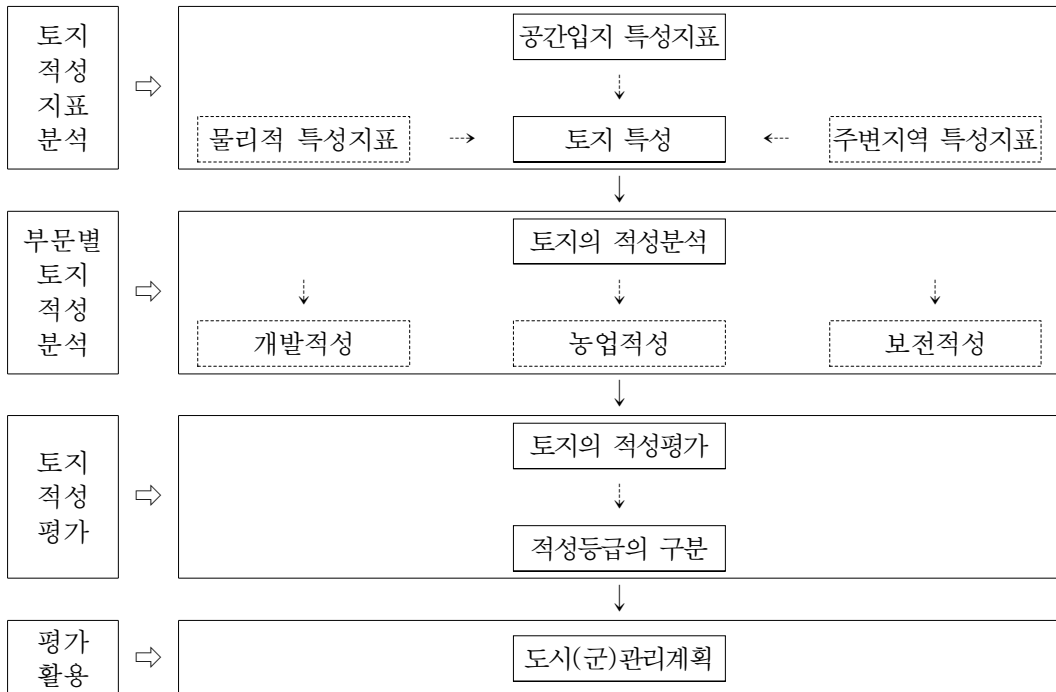 토지
적성
지표
분석
공간입지 특성지표
물리적 특성지표
토지 특성
주변지역 특성지표
부문별
토지
적성
분석
토지의 적성분석
개발적성
농업적성
보전적성
토지
적성
평가
토지의 적성평가
적성등급의 구분
평가
활용
도시(군)관리계획